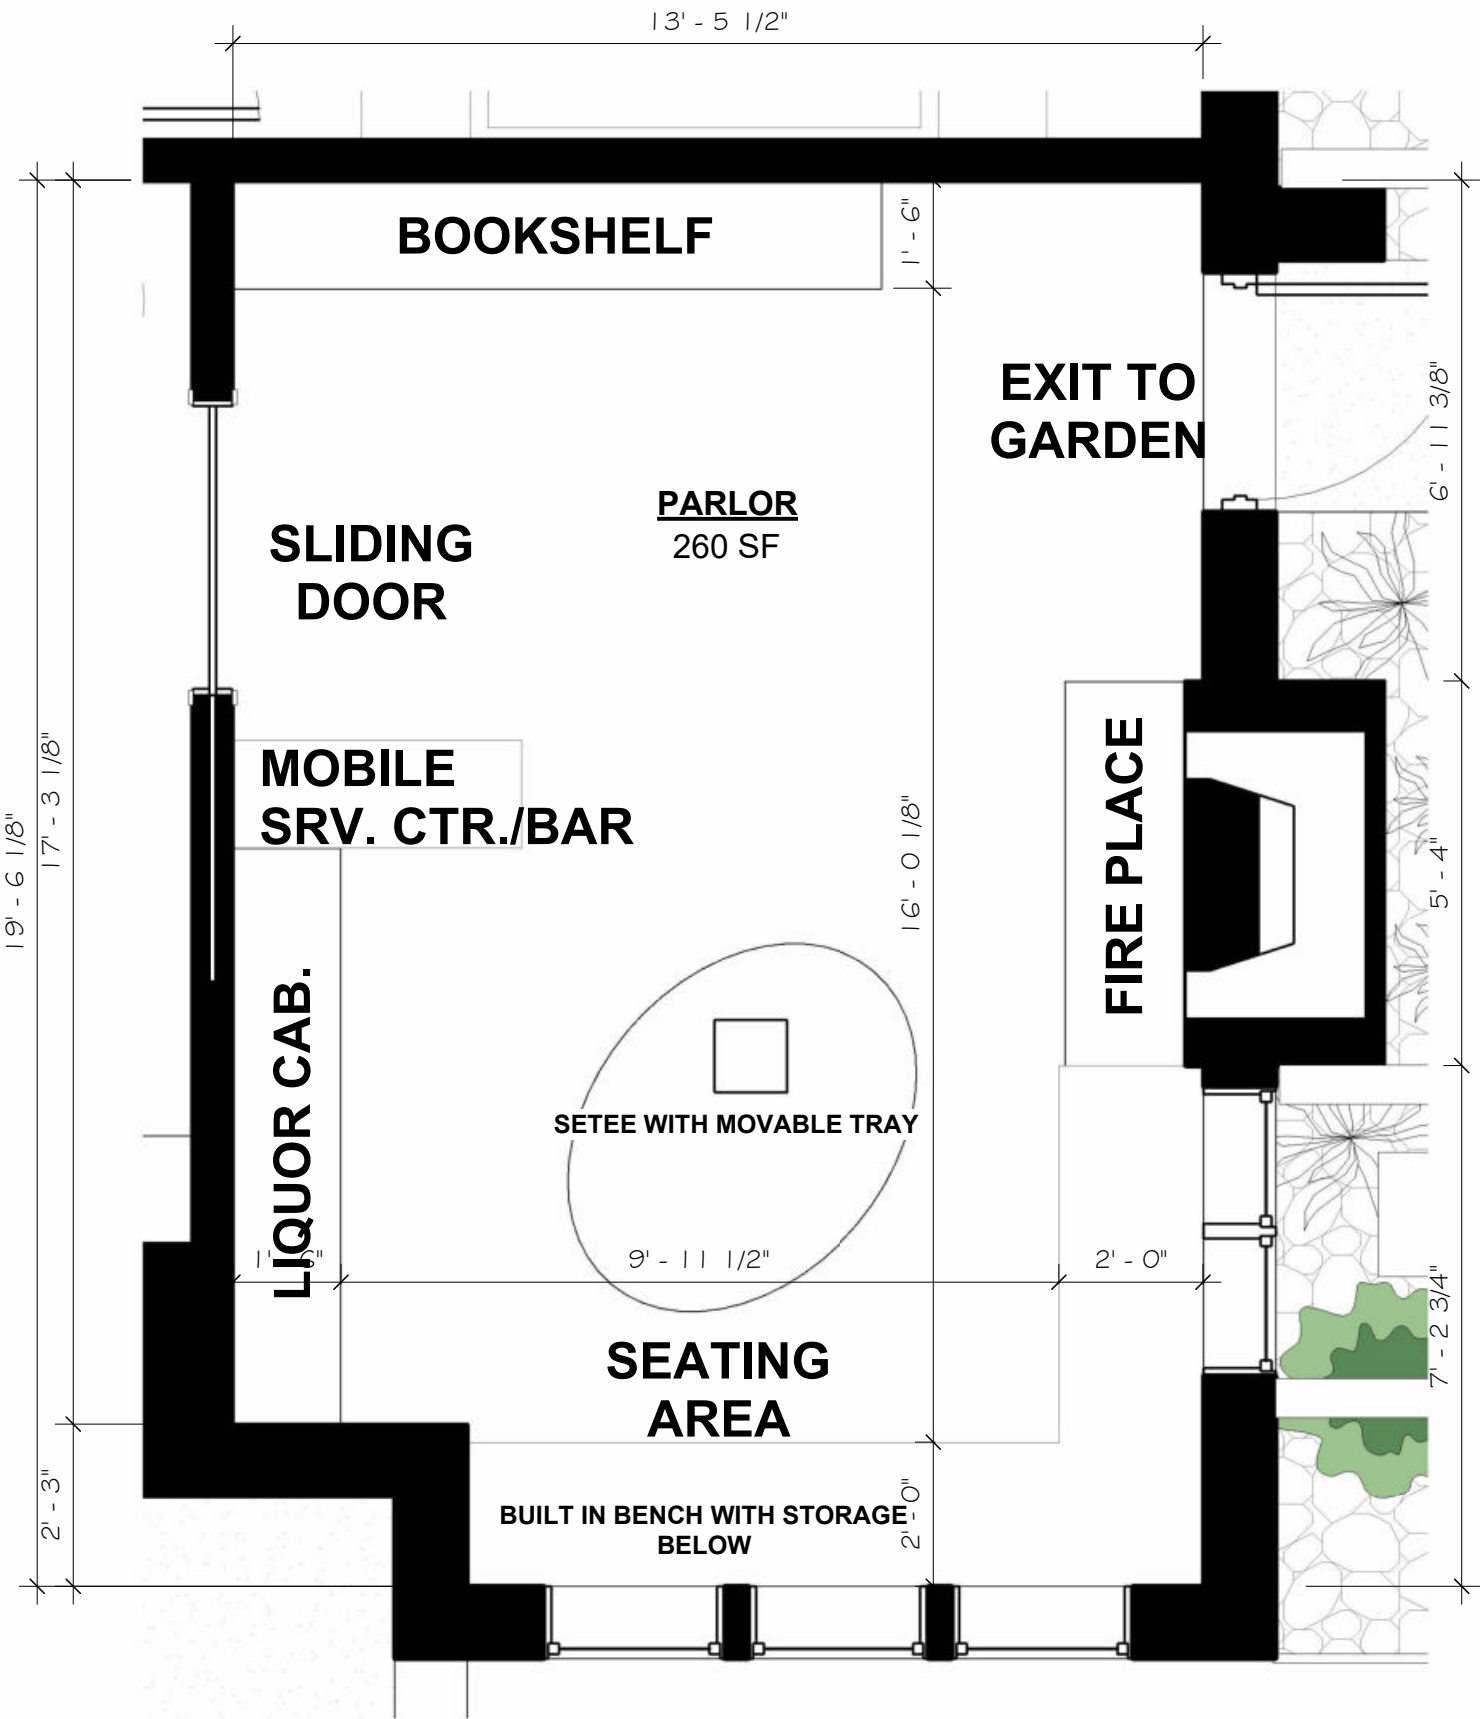 13' - 5 1/2"
BOOKSHELF
1' - 6"
EXIT TO
GARDEN
6' - 11 3/8"
PARLOR
260 SF
SLIDING
DOOR
MOBILE
SRV. CTR./BAR
17' - 3 1/8"
19' - 6 1/8"
16' - 0 1/8"
FIRE PLACE
5' - 4"
LIQUOR CAB.
SETEE WITH MOVABLE TRAY
1' - 6"
9' - 11 1/2"
2' - 0"
7' - 2 3/4"
SEATING
AREA
2' - 3"
BUILT IN BENCH WITH STORAGE
BELOW
2' - 0"